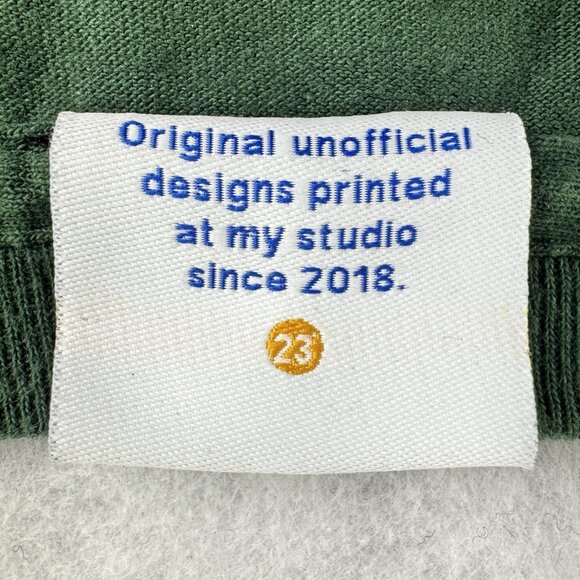 Original unofficial
designs printed
at my studio
since 2018.
23